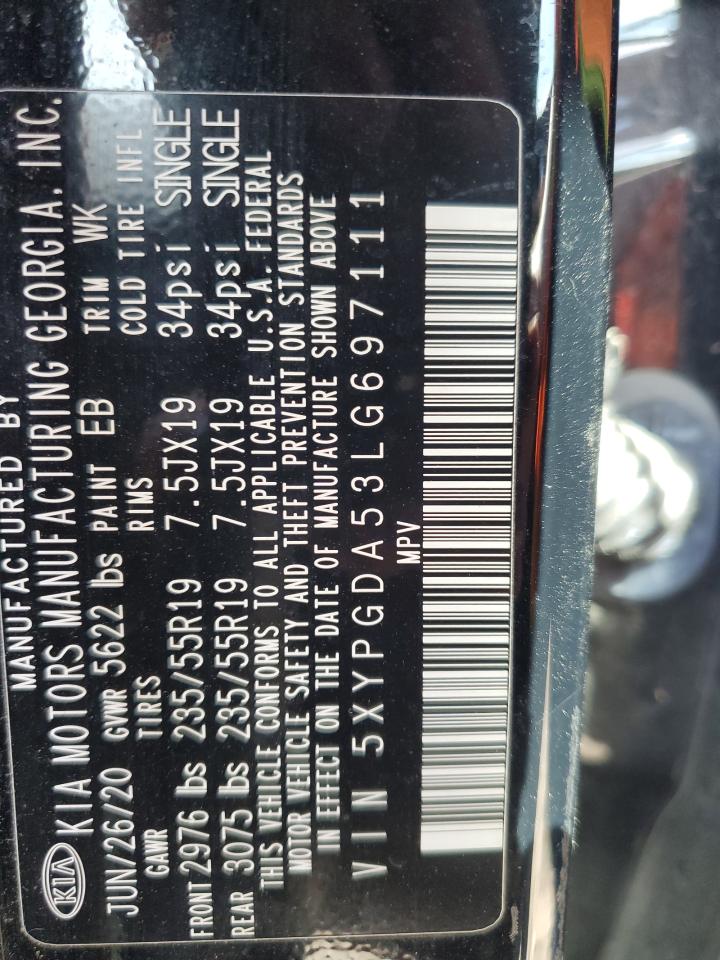 MANUFACTURED BY
KIA KIA MOTORS MANUFACTURING GEORGIA, INC.
JUN/26/20 GVWR 5622 lbs PAINT EB TRIM WK
GAWR TIRES RIMS COLD TIRE INFL
FRONT 2976 lbs 235/55R19 7.5JX19 34psi SINGLE
REAR 3075 lbs 235/55R19 7.5JX19 34psi SINGLE
THIS VEHICLE CONFORMS TO ALL APPLICABLE U.S.A. FEDERAL
MOTOR VEHICLE SAFETY AND THEFT PREVENTION STANDARDS
IN EFFECT ON THE DATE OF MANUFACTURE SHOWN ABOVE
VIN 5XYPGDA53LG697111
MPV